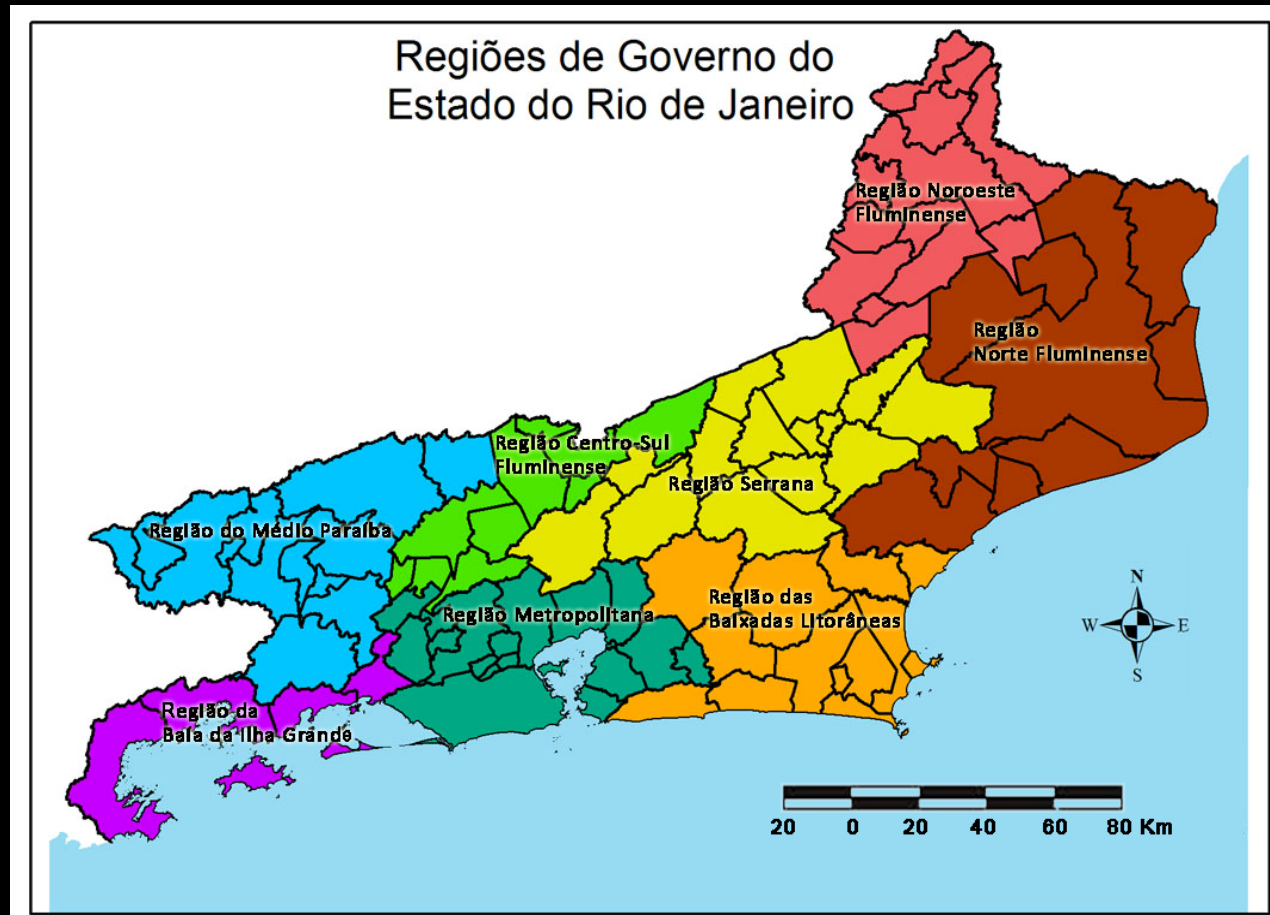 Regiões de Governo do
Estado do Rio de Janeiro
Região Noroeste
Fluminense
Região
Norte Fluminense
Região Centro-Sul
Fluminense
Região Serrana
Região do Médio Paraíba
Região das
Baixadas Litorâneas
Região Metropolitana
Região da
Baía da Ilha Grande
N
W
E
S
20 0 20 40 60 80 Km